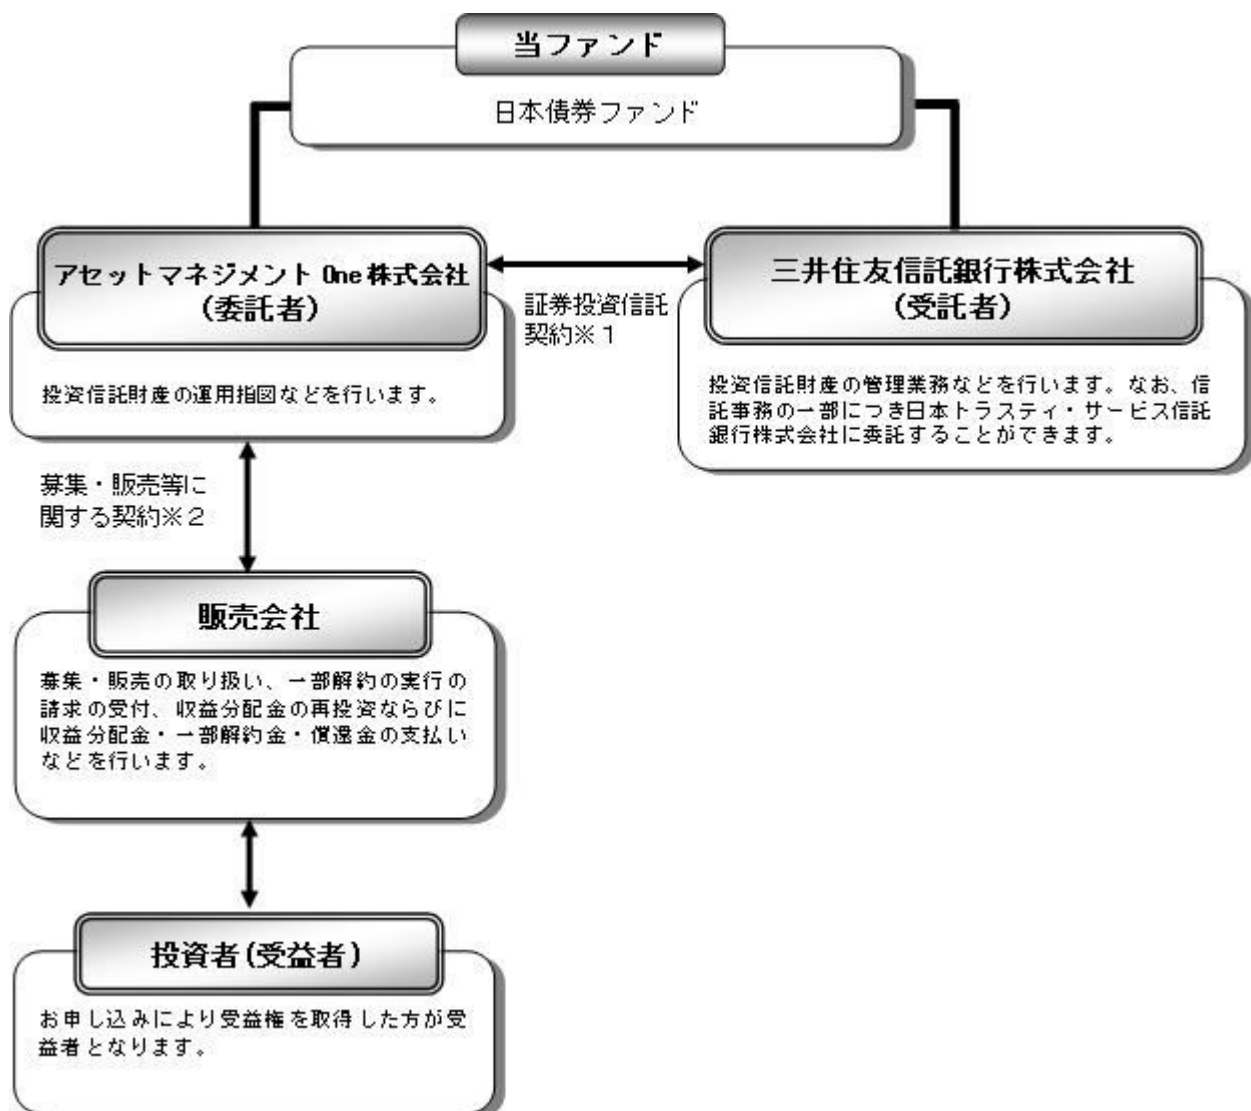 当ファンド
日本債券ファンド
アセットマネジメント One 株式会社
(委託者)
投資信託財産の運用指図などを行います。
証券投資信託
契約※1
三井住友信託銀行株式会社
(受託者)
投資信託財産の管理業務などを行います。なお、信
託事務の一部につき日本トラスティ・サービス信託
銀行株式会社に委託することができます。
募集・販売等に
関する契約※2
販売会社
募集・販売の取り扱い、一部解約の実行の
請求の受付、収益分配金の再投資ならびに
収益分配金・一部解約金・償還金の支払い
などを行います。
投資者(受益者)
お申し込みにより受益権を取得した方が受
益者となります。